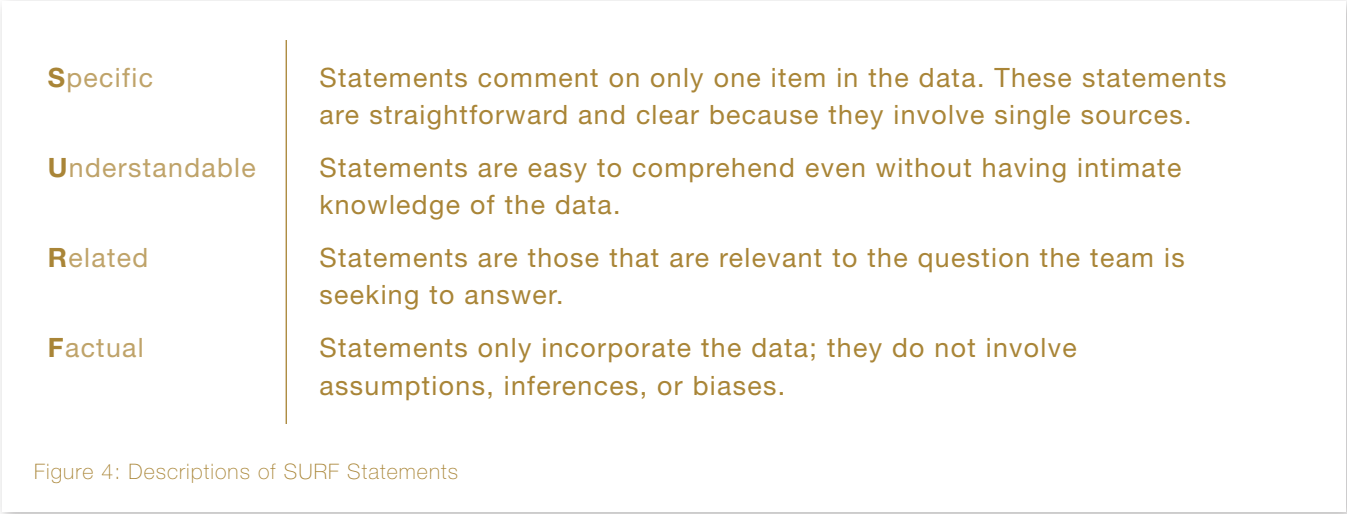 Specific
Statements comment on only one item in the data. These statements
are straightforward and clear because they involve single sources.
Understandable
Statements are easy to comprehend even without having intimate
knowledge of the data.
Related
Statements are those that are relevant to the question the team is
seeking to answer.
Factual
Statements only incorporate the data; they do not involve
assumptions, inferences, or biases.
Figure 4: Descriptions of SURF Statements